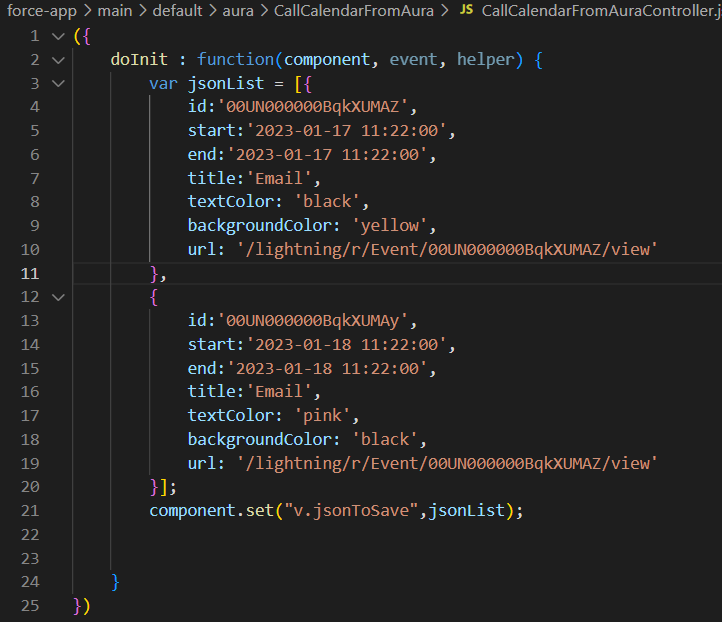 force-app > main > default > aura > CallCalendarFromAura > JS CallCalendarFromAuraController.j
1 ({
2     doInit : function(component, event, helper) {
3         var jsonList = [{
4             id:'00UN000000BqkXUMAZ',
5             start:'2023-01-17 11:22:00',
6             end:'2023-01-17 11:22:00',
7             title:'Email',
8             textColor: 'black',
9             backgroundColor: 'yellow',
10             url: '/lightning/r/Event/00UN000000BqkXUMAZ/view'
11         },
12         {
13             id:'00UN000000BqkXUMAy',
14             start:'2023-01-18 11:22:00',
15             end:'2023-01-18 11:22:00',
16             title:'Email',
17             textColor: 'pink',
18             backgroundColor: 'black',
19             url: '/lightning/r/Event/00UN000000BqkXUMAZ/view'
20         }];
21         component.set("v.jsonToSave",jsonList);
22
23
24     }
25 })